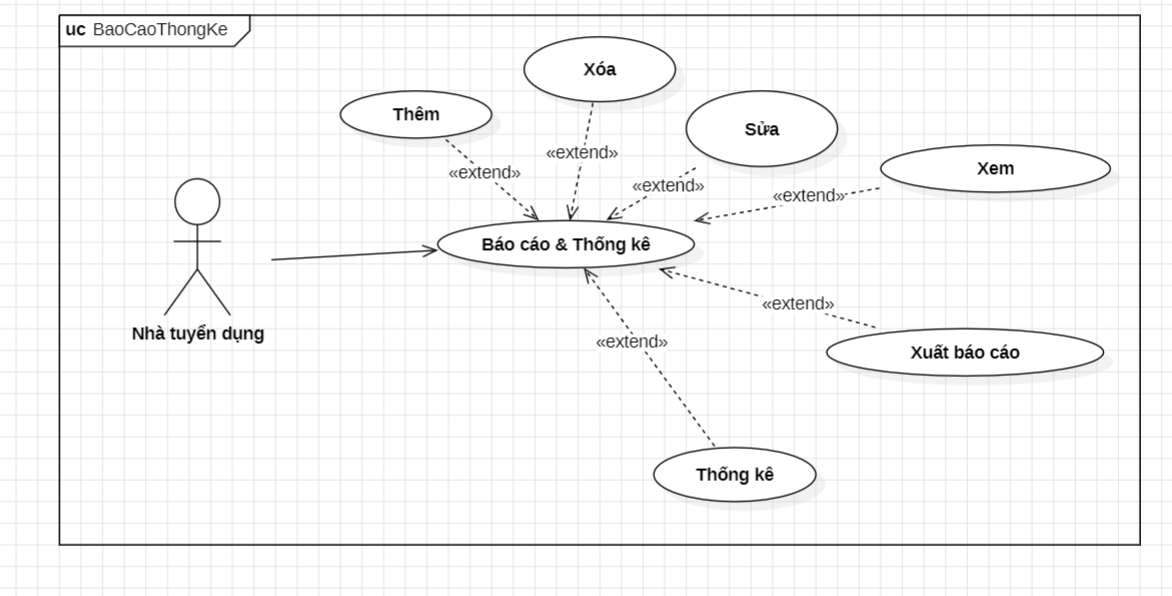 uc BaoCaoThongKe
Xóa
Thêm
Sửa
«extend»
Xem
«extend»
«extend»
«extend»
Báo cáo & Thống kê
«extend»
Nhà tuyển dụng
«extend»
Xuất báo cáo
Thống kê